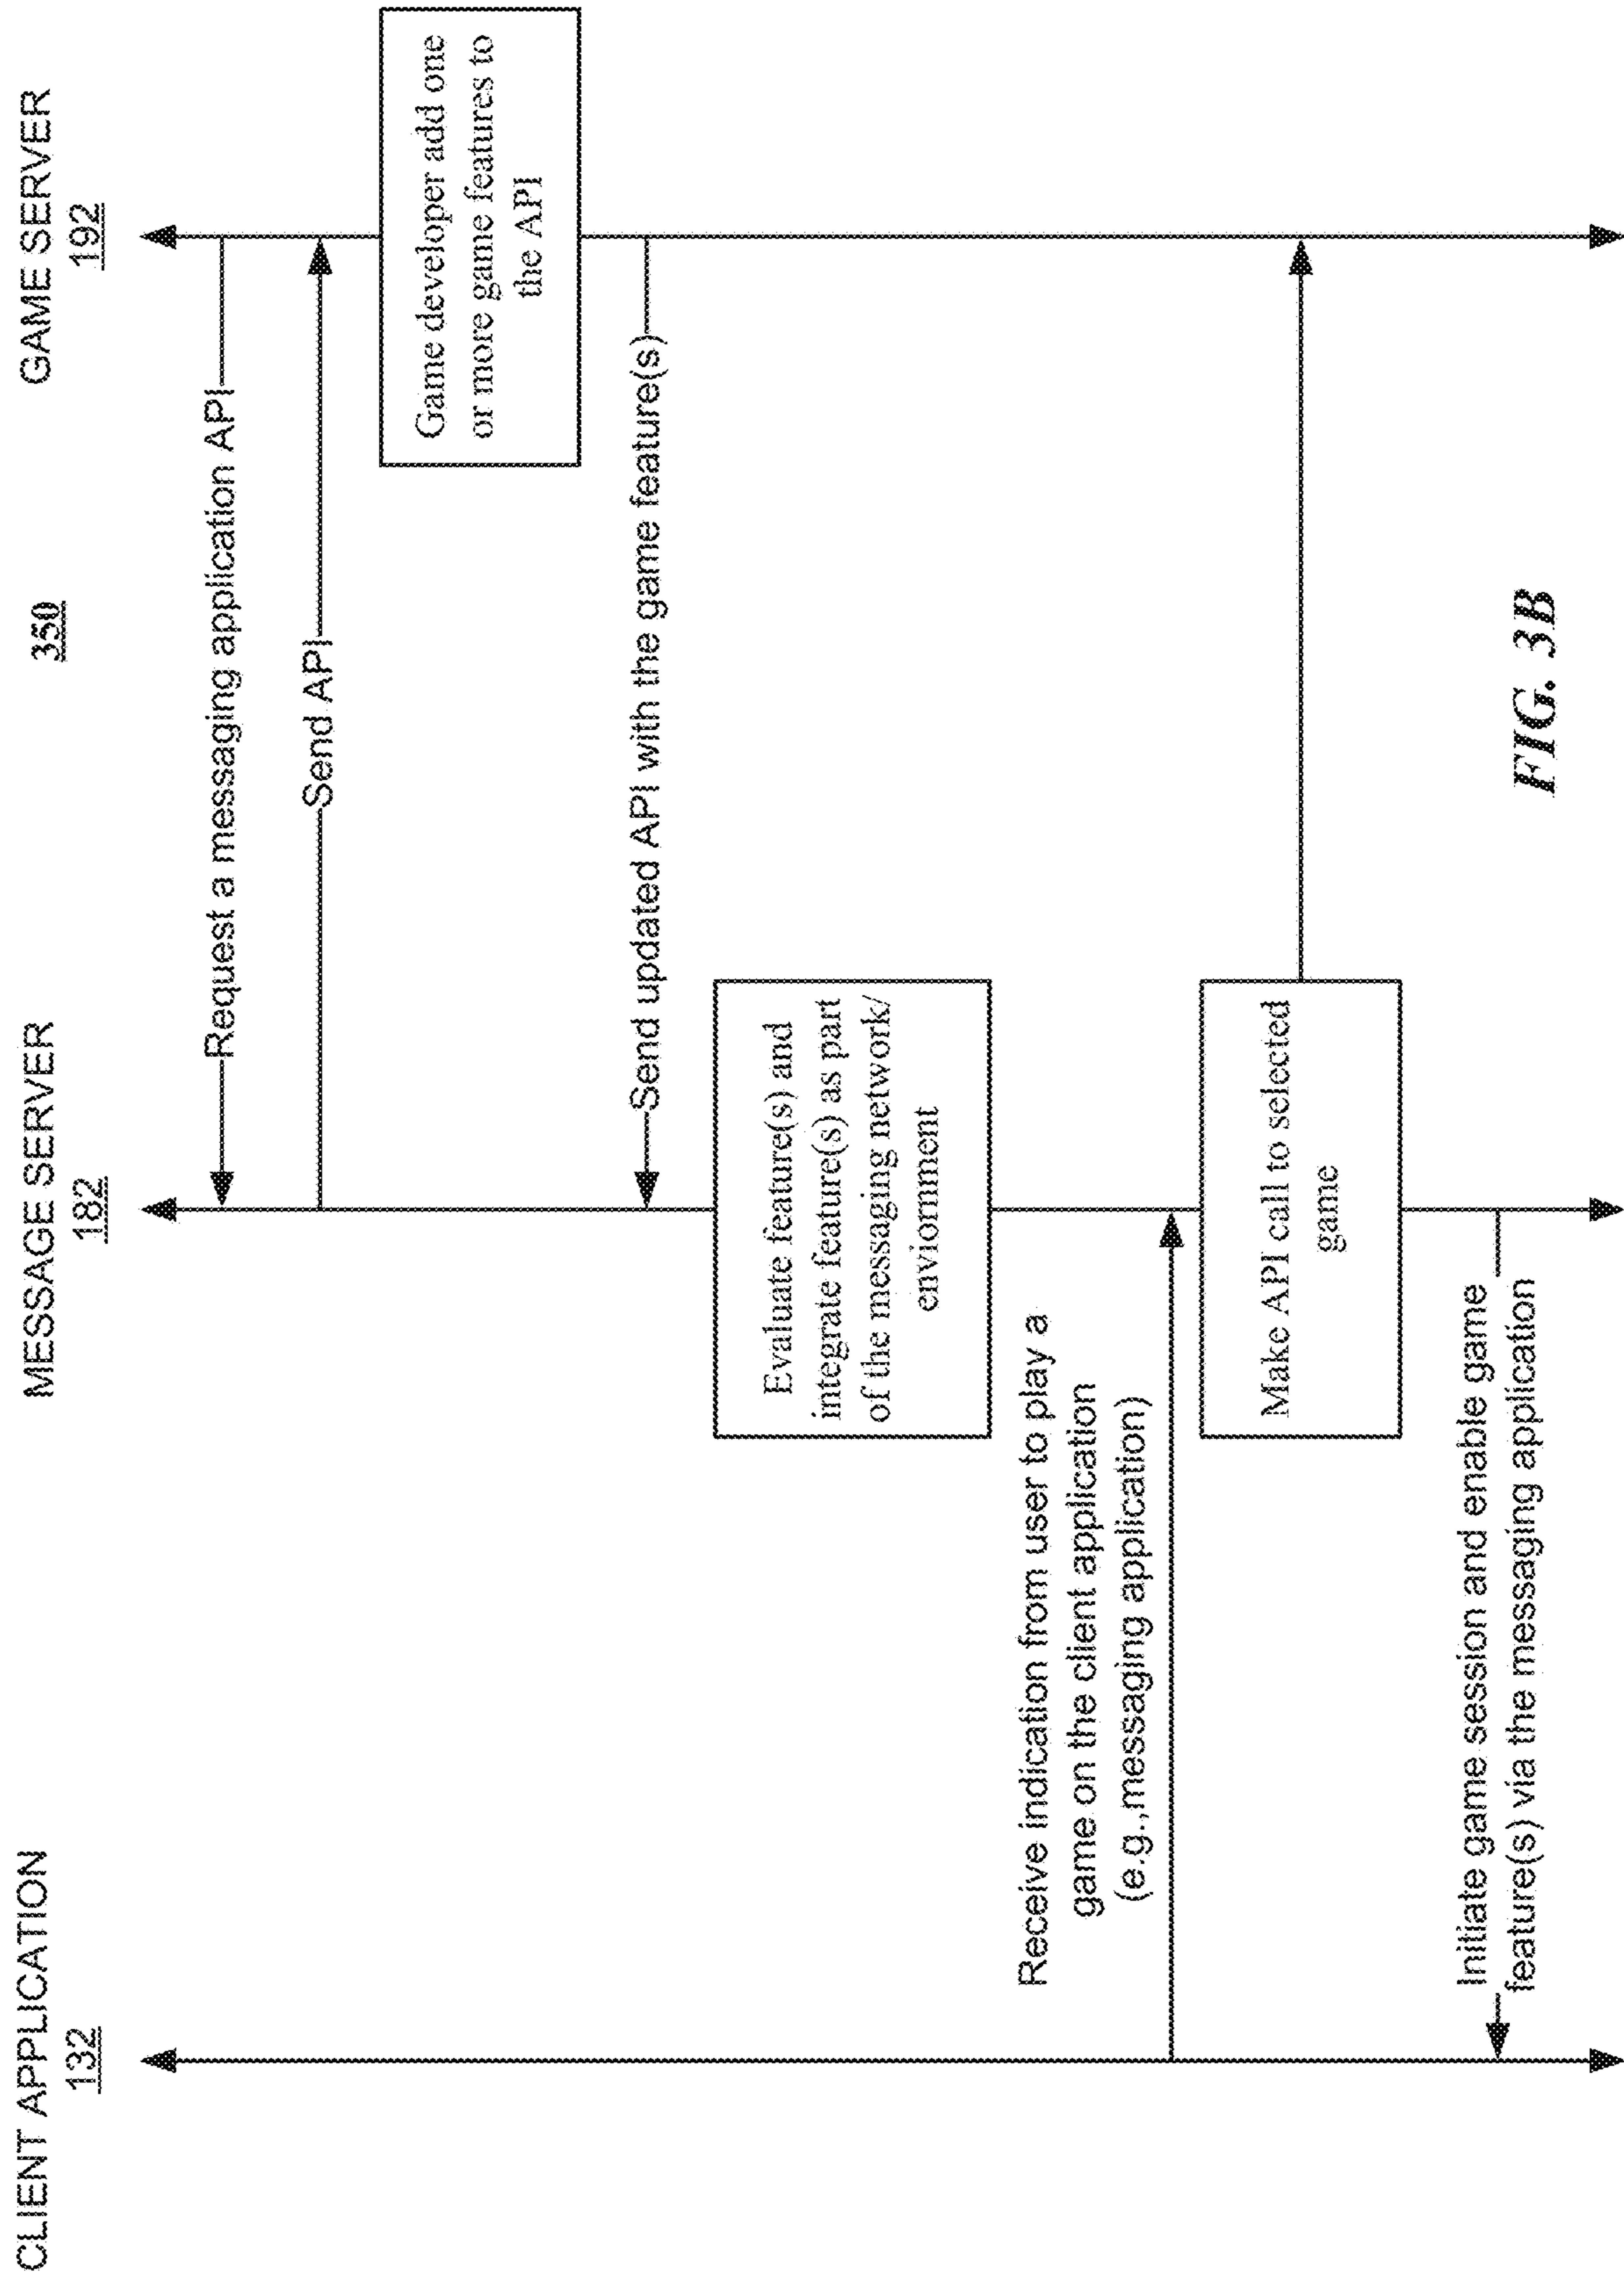 CLIENT APPLICATION
132
MESSAGE SERVER
182
350
GAME SERVER
192
Request a messaging application API
Send API
Game developer add one
or more game features to
the API
Send updated API with the game feature(s)
Evaluate feature(s) and
integrate feature(s) as part
of the messaging network/
enviornment
Receive indication from user to play a
game on the client application
(e.g.,messaging application)
Make API call to selected
game
Initiate game session and enable game
feature(s) via the messaging application
FIG. 3B